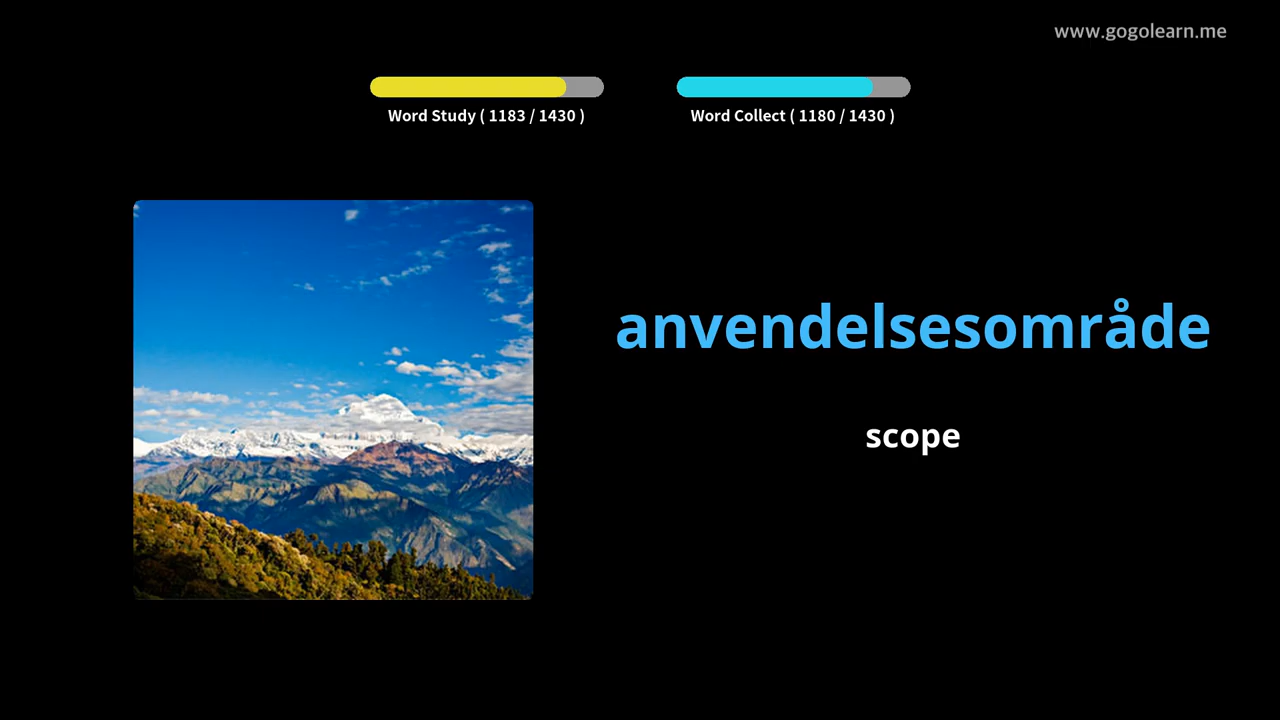 www.gogolearn.me
Word Study ( 1183 / 1430 )
Word Collect ( 1180 / 1430 )
anvendelsesområde
scope